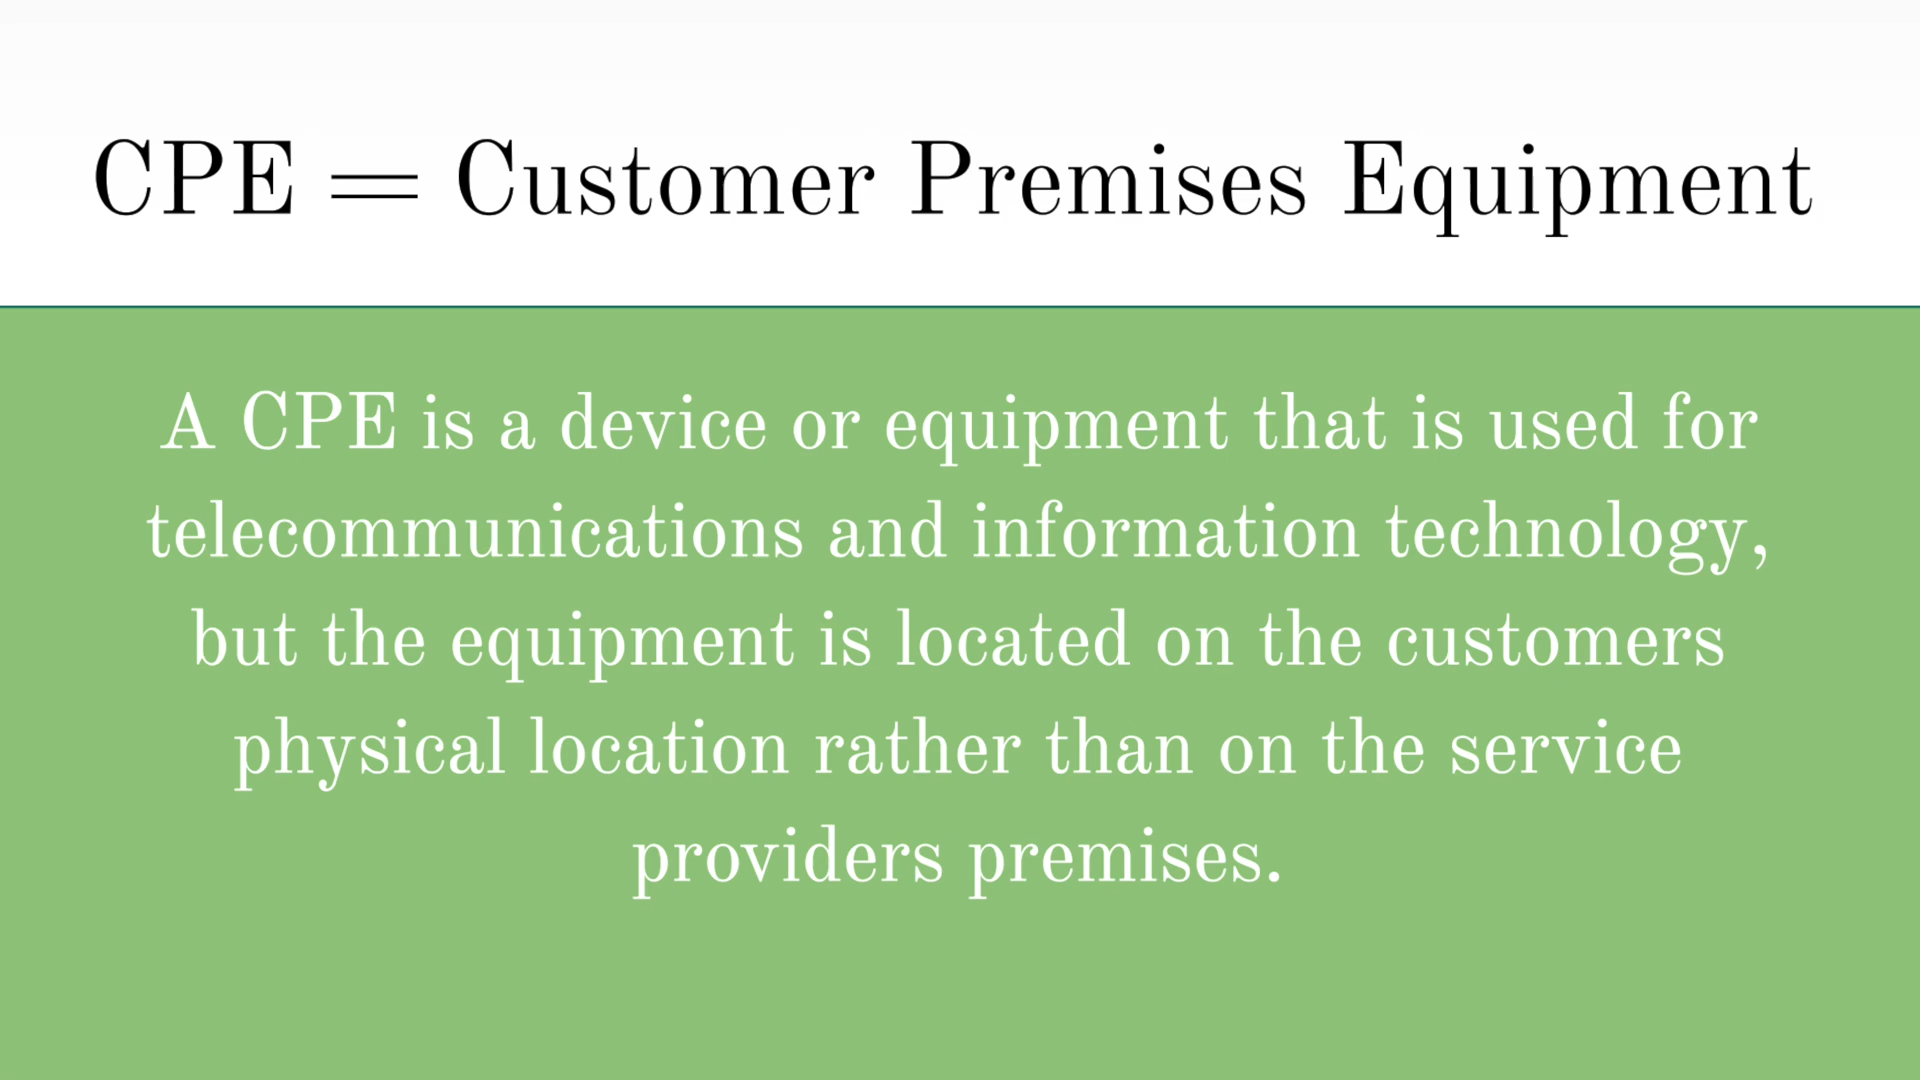 CPE = Customer Premises Equipment
A CPE is a device or equipment that is used for
telecommunications and information technology,
but the equipment is located on the customers
physical location rather than on the service
providers premises.